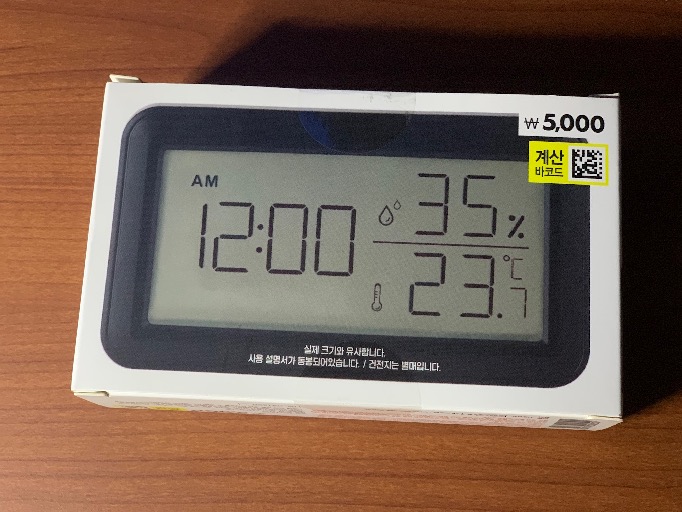 ₩ 5,000
계산
바코드
AM
12:00
35%
23.7°C
실제 크기와 유사합니다.
사용 설명서가 동봉되어있습니다. / 건전지는 별매입니다.